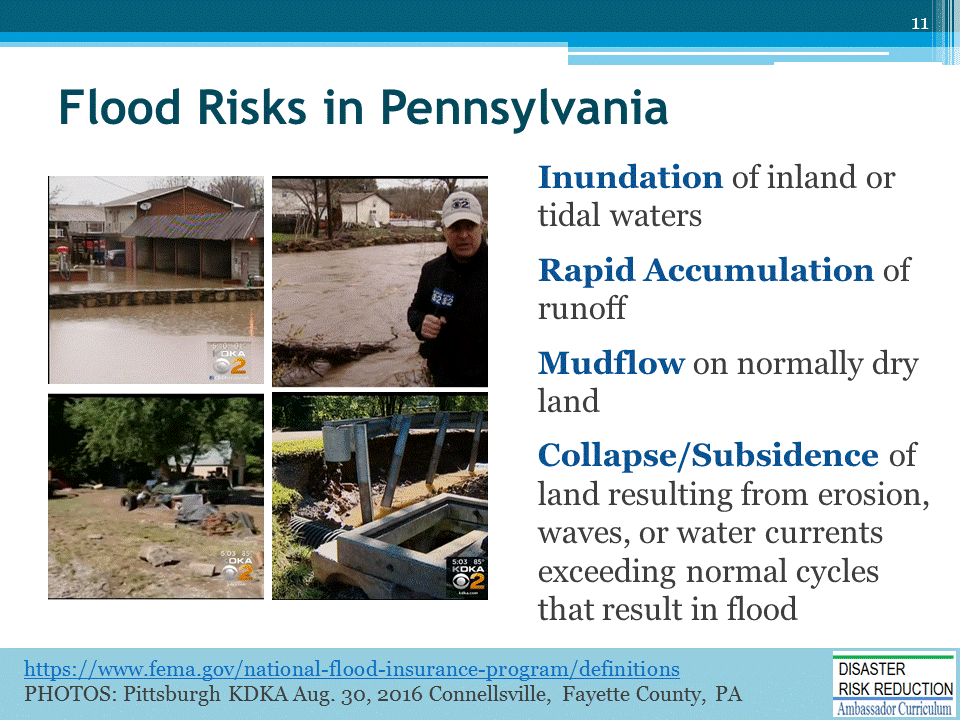 11
Flood Risks in Pennsylvania
Inundation of inland or
tidal waters
Rapid Accumulation of
runoff
Mudflow on normally dry
land
Collapse/Subsidence of
land resulting from erosion,
waves, or water currents
exceeding normal cycles
that result in flood
KDKA
2
2
5:03 85°
KDKA
2
5:03 85°
KDKA
2
kdka.com
https://www.fema.gov/national-flood-insurance-program/definitions
PHOTOS: Pittsburgh KDKA Aug. 30, 2016 Connellsville, Fayette County, PA
DISASTER
RISK REDUCTION
Ambassador Curriculum